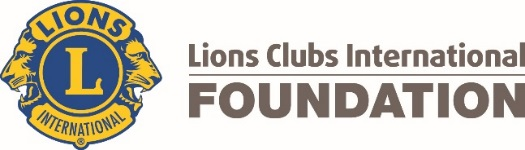 LIONS
L
INTERNATIONAL
®
Lions Clubs International
FOUNDATION